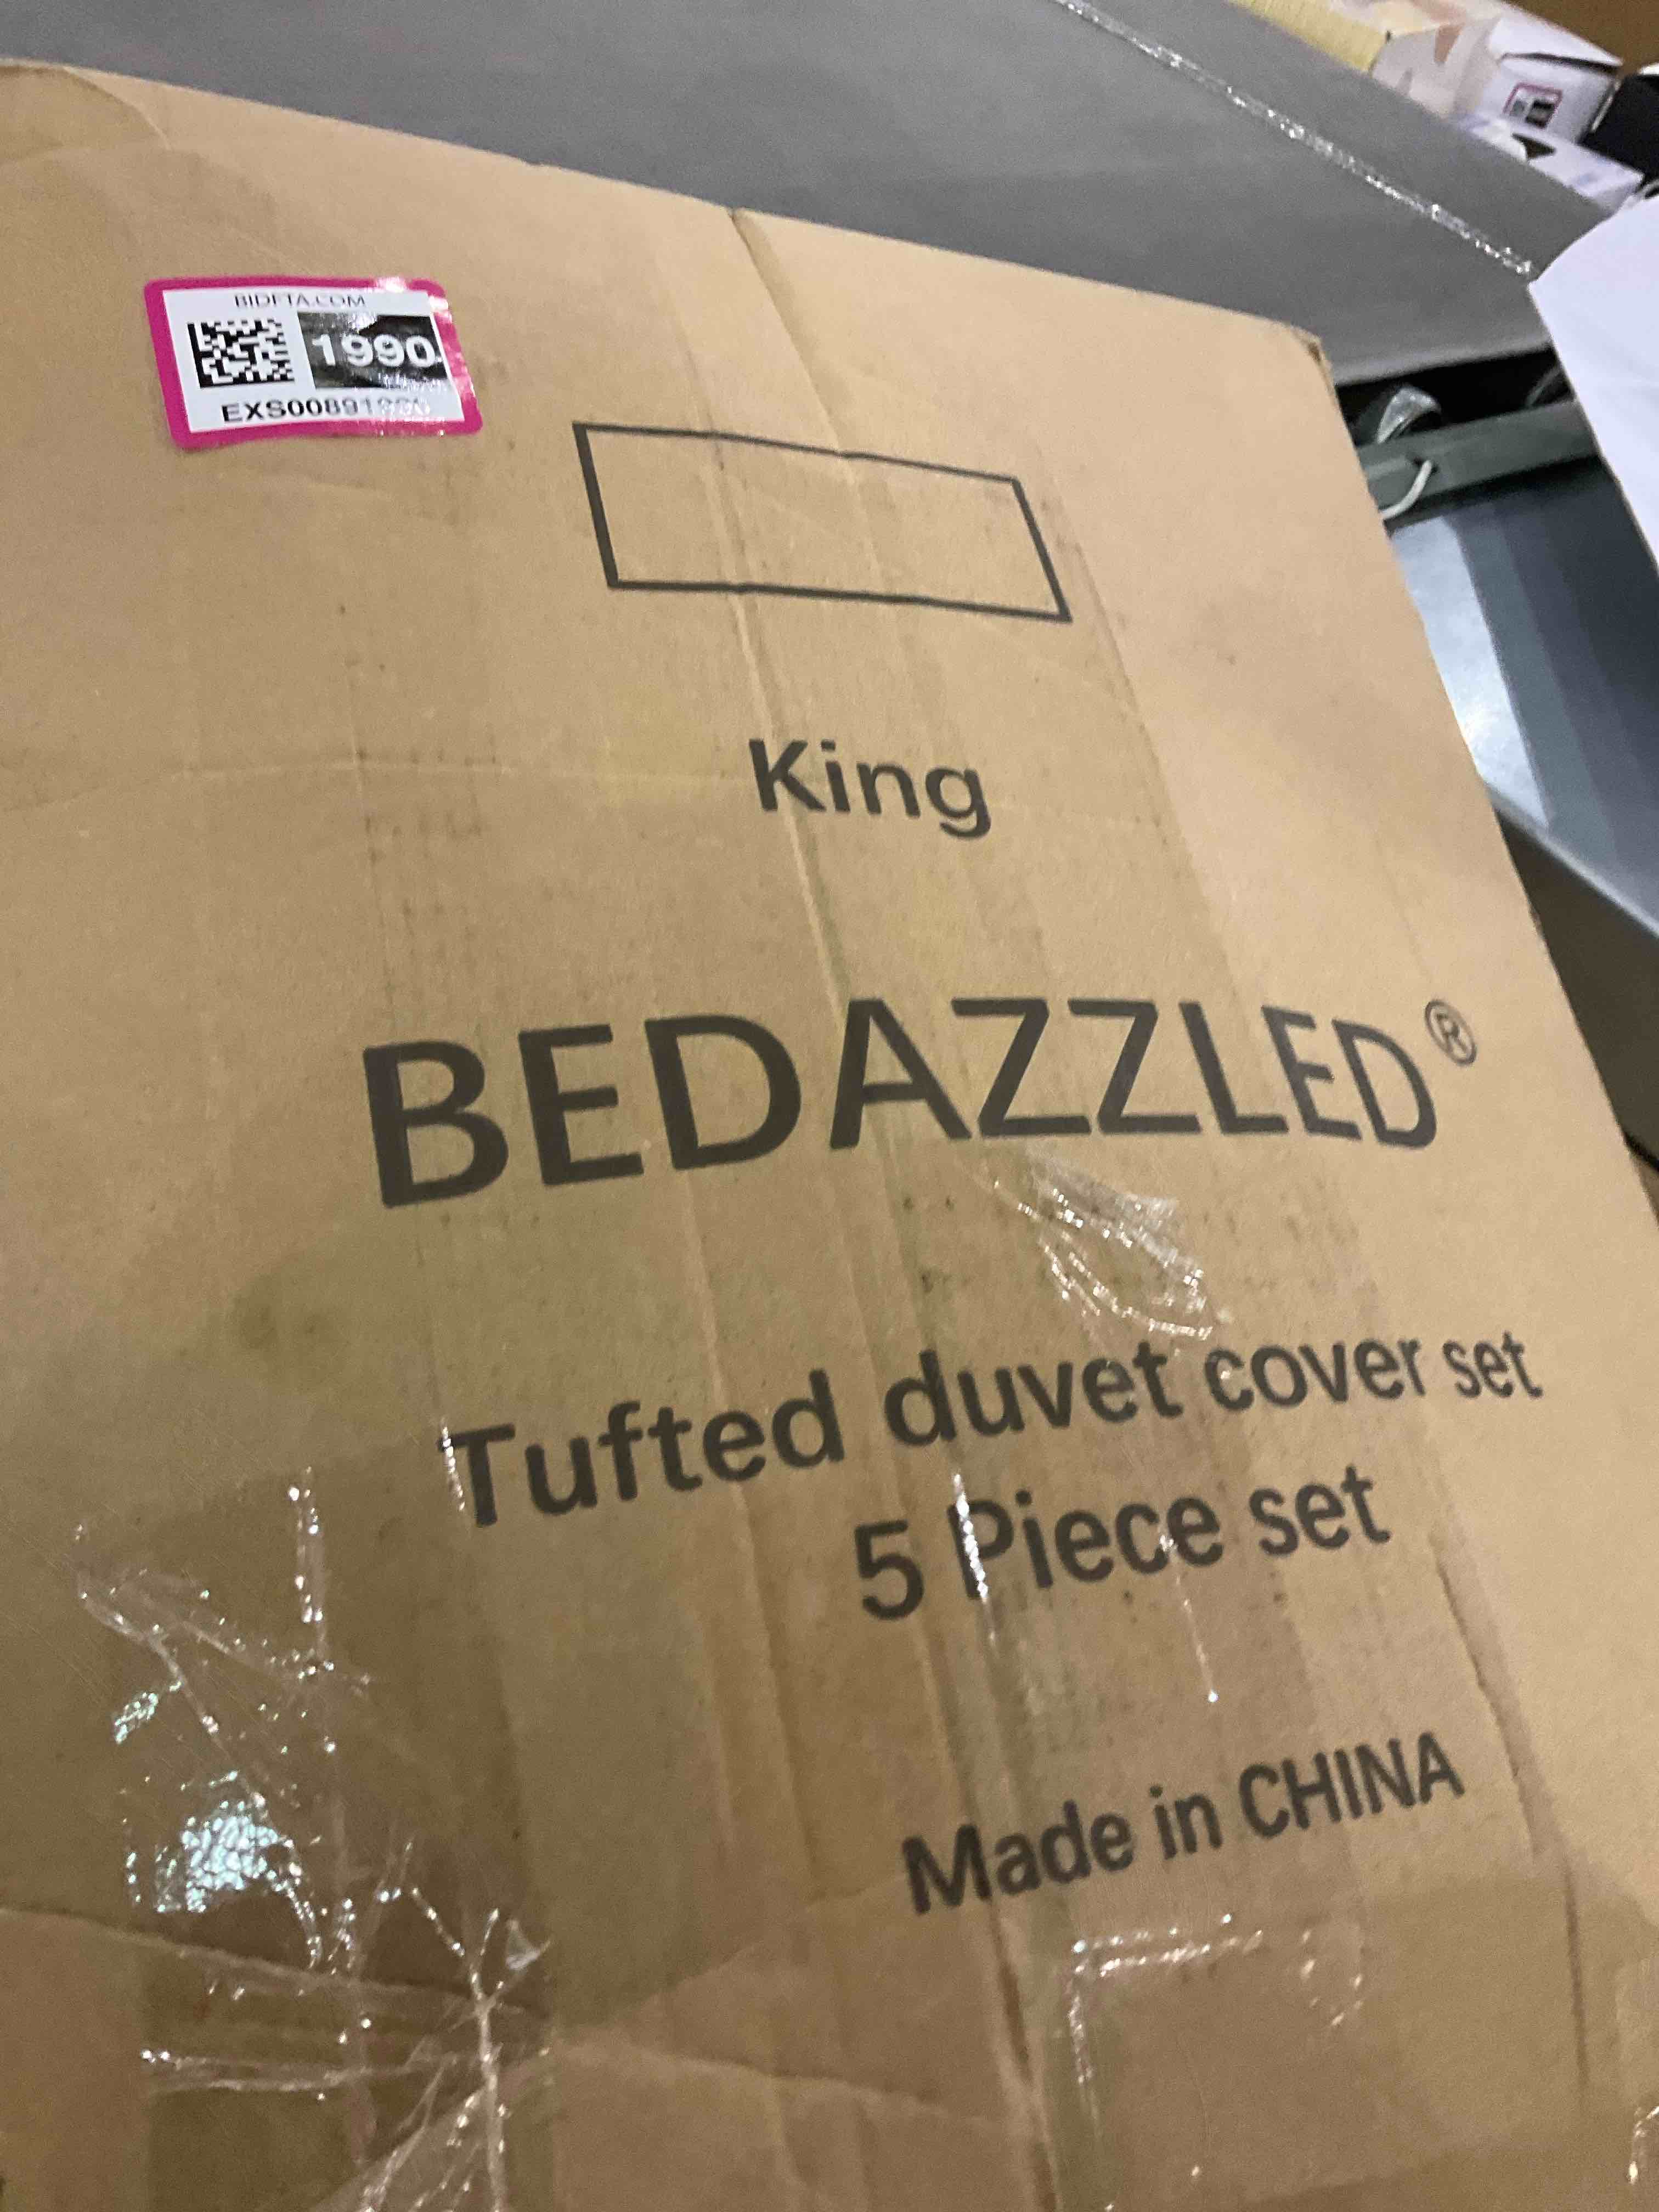 BIDFTA.COM
1990
King
BEDAZZLED®
Tufted duvet cover set
5 Piece set
Made in CHINA